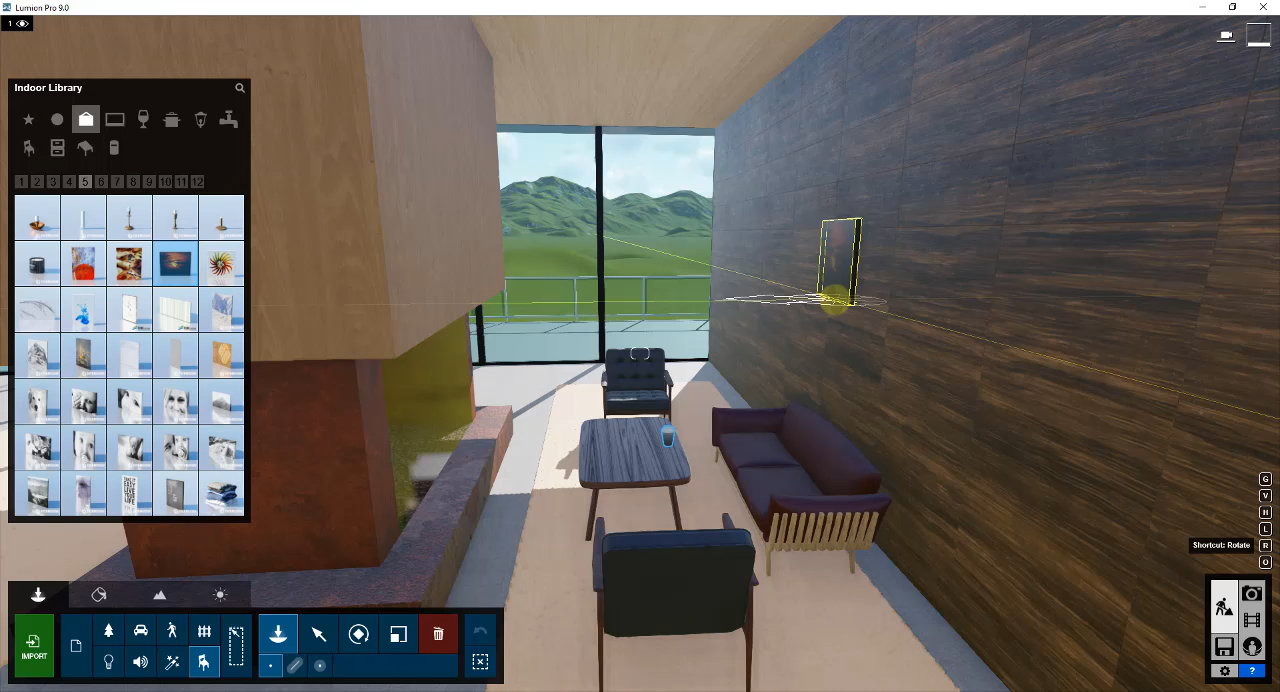 Lumion Pro 9.0
1
Indoor Library
1 2 3 4 5 6 7 8 9 10 11 12
G
V
H
L
Shortcut: Rotate R
O
IMPORT
?